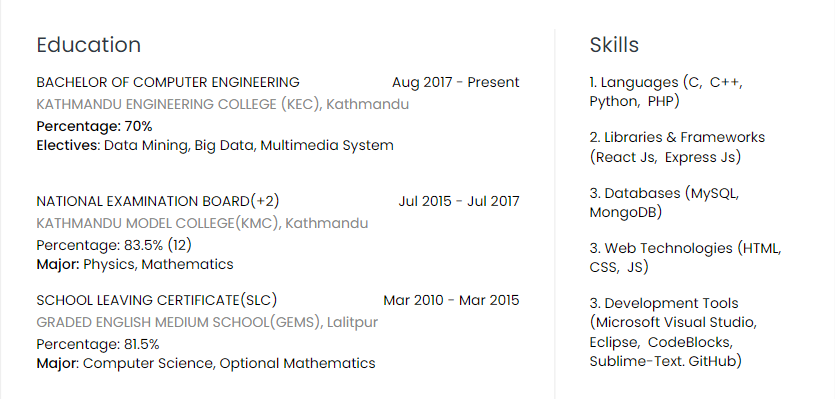 Education
BACHELOR OF COMPUTER ENGINEERING Aug 2017 - Present
KATHMANDU ENGINEERING COLLEGE (KEC), Kathmandu
Percentage: 70%
Electives: Data Mining, Big Data, Multimedia System
NATIONAL EXAMINATION BOARD(+2) Jul 2015 - Jul 2017
KATHMANDU MODEL COLLEGE(KMC), Kathmandu
Percentage: 83.5% (12)
Major: Physics, Mathematics
SCHOOL LEAVING CERTIFICATE(SLC) Mar 2010 - Mar 2015
GRADED ENGLISH MEDIUM SCHOOL(GEMS), Lalitpur
Percentage: 81.5%
Major: Computer Science, Optional Mathematics
Skills
1. Languages (C, C++,
Python, PHP)
2. Libraries & Frameworks
(React Js, Express Js)
3. Databases (MySQL,
MongoDB)
3. Web Technologies (HTML,
CSS, JS)
3. Development Tools
(Microsoft Visual Studio,
Eclipse, CodeBlocks,
Sublime-Text. GitHub)